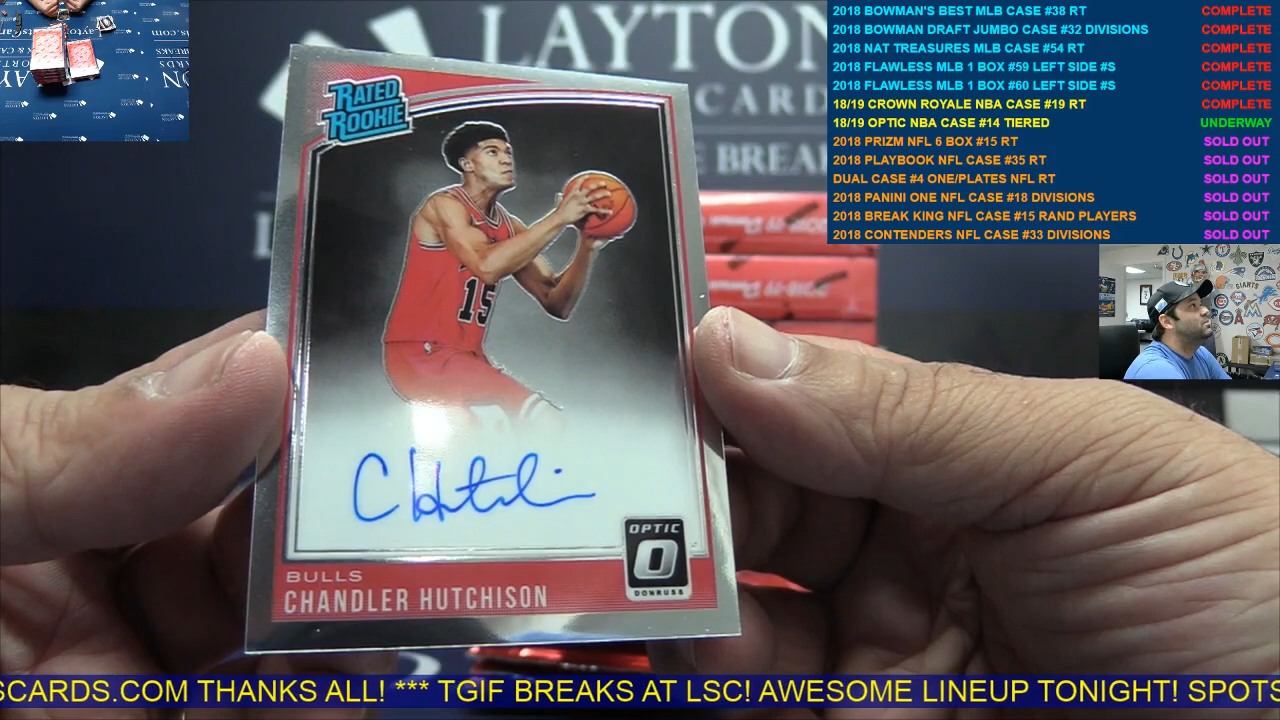 2018 BOWMAN'S BEST MLB CASE #38 RT COMPLETE
2018 BOWMAN DRAFT JUMBO CASE #32 DIVISIONS COMPLETE
2018 NAT TREASURES MLB CASE #54 RT COMPLETE
2018 FLAWLESS MLB 1 BOX #59 LEFT SIDE #S COMPLETE
2018 FLAWLESS MLB 1 BOX #60 LEFT SIDE #S COMPLETE
18/19 CROWN ROYALE NBA CASE #19 RT COMPLETE
18/19 OPTIC NBA CASE #14 TIERED UNDERWAY
2018 PRIZM NFL 6 BOX #15 RT SOLD OUT
2018 PLAYBOOK NFL CASE #35 RT SOLD OUT
DUAL CASE #4 ONE/PLATES NFL RT SOLD OUT
2018 PANINI ONE NFL CASE #18 DIVISIONS SOLD OUT
2018 BREAK KING NFL CASE #15 RAND PLAYERS SOLD OUT
2018 CONTENDERS NFL CASE #33 DIVISIONS SOLD OUT
LAYTON
CARD
BREA
RATED
ROOKIE
15
C Hutchi
OPTIC
O
DONRUSS
BULLS
CHANDLER HUTCHISON
GIANTS
SCARDS.COM THANKS ALL! *** TGIF BREAKS AT LSC! AWESOME LINEUP TONIGHT! SPOTS